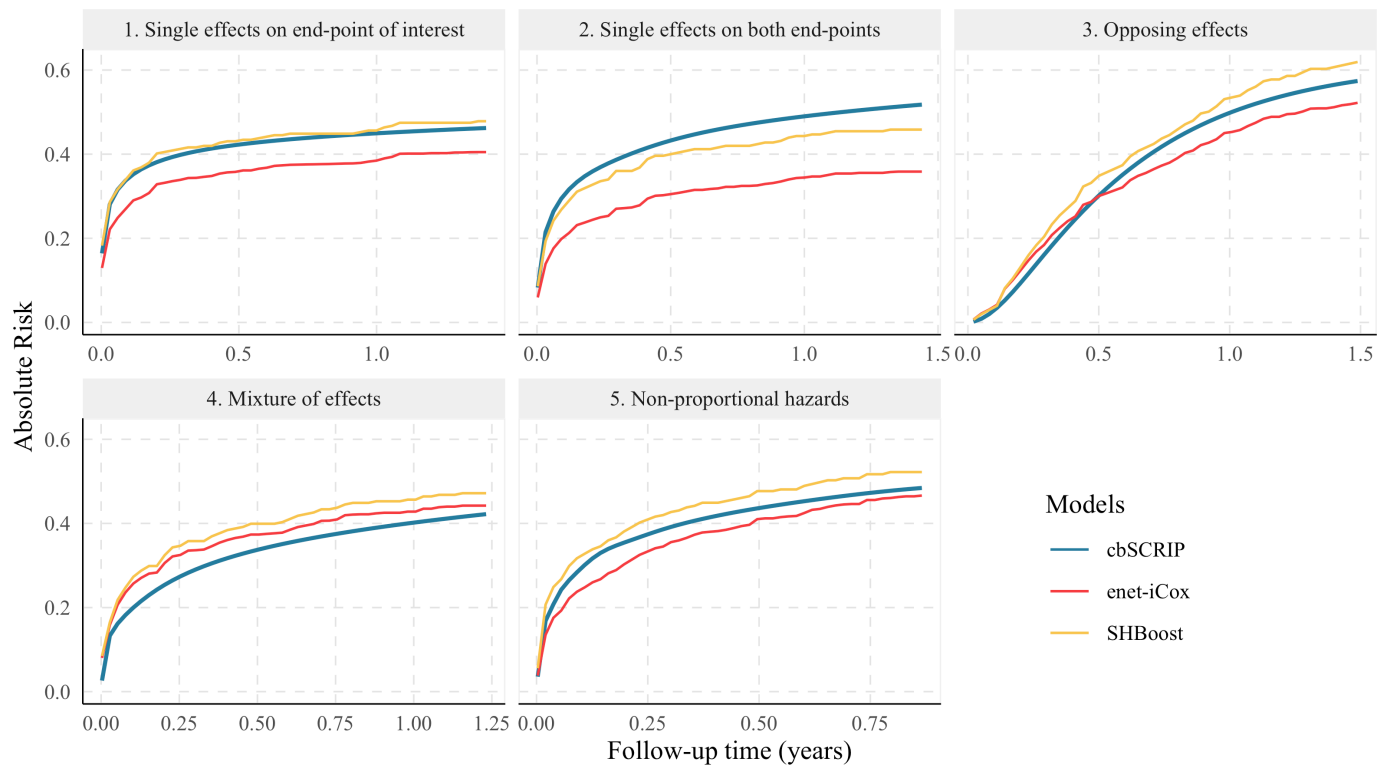 1. Single effects on end-point of interest
2. Single effects on both end-points
3. Opposing effects
0.6
0.4
0.2
0.0
0.0 0.5 1.0
0.0 0.5 1.0 1.5
0.0 0.5 1.0 1.5
Absolute Risk
4. Mixture of effects
5. Non-proportional hazards
0.6
0.4
0.2
0.0
0.00 0.25 0.50 0.75 1.00 1.25
0.00 0.25 0.50 0.75
Follow-up time (years)
Models
cbSCRIP
enet-iCox
SHBoost